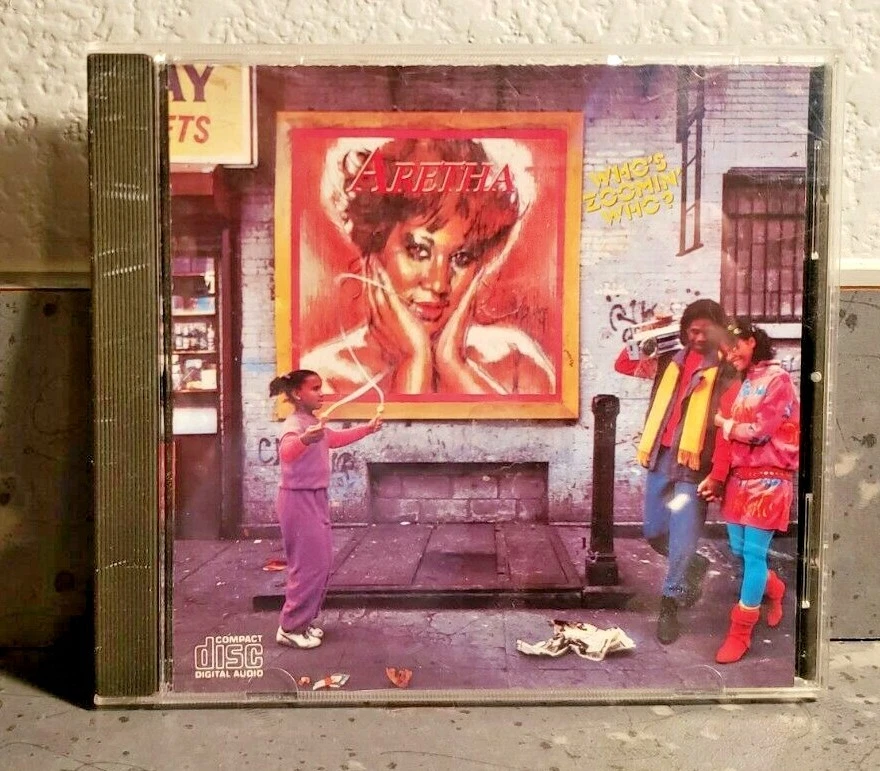 AY
FTS
ARETHA
WHO'S
ZOOMIN'
WHO?
COMPACT
disc
DIGITAL AUDIO